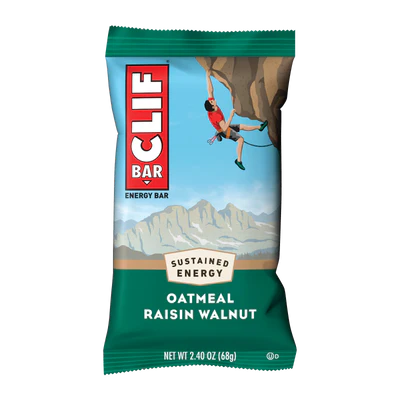 CLIF
BAR
ENERGY BAR
SUSTAINED
ENERGY
OATMEAL
RAISIN WALNUT
NET WT 2.40 OZ (68g)
U D